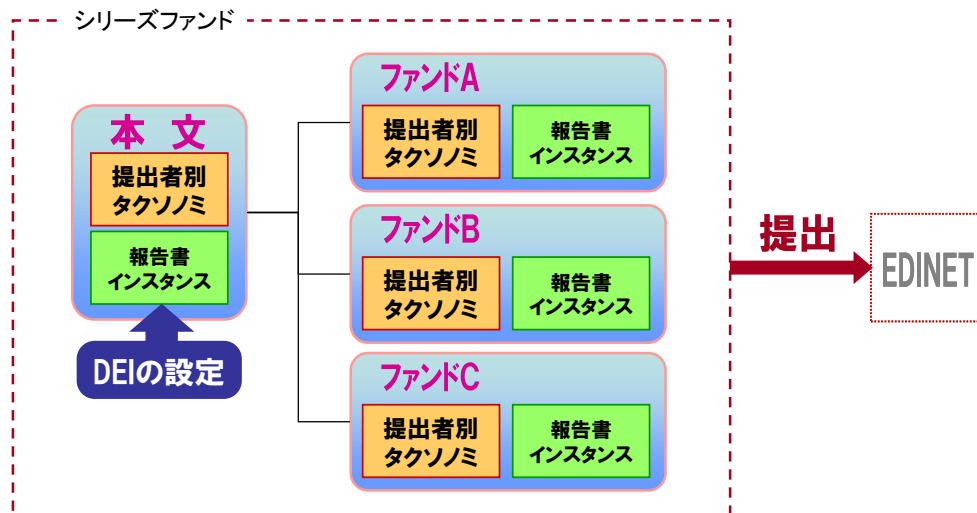 シリーズファンド
本 文
提出者別
タクソノミ
報告書
インスタンス
DEIの設定
ファンドA
提出者別
タクソノミ
報告書
インスタンス
ファンドB
提出者別
タクソノミ
報告書
インスタンス
ファンドC
提出者別
タクソノミ
報告書
インスタンス
提出
EDINET